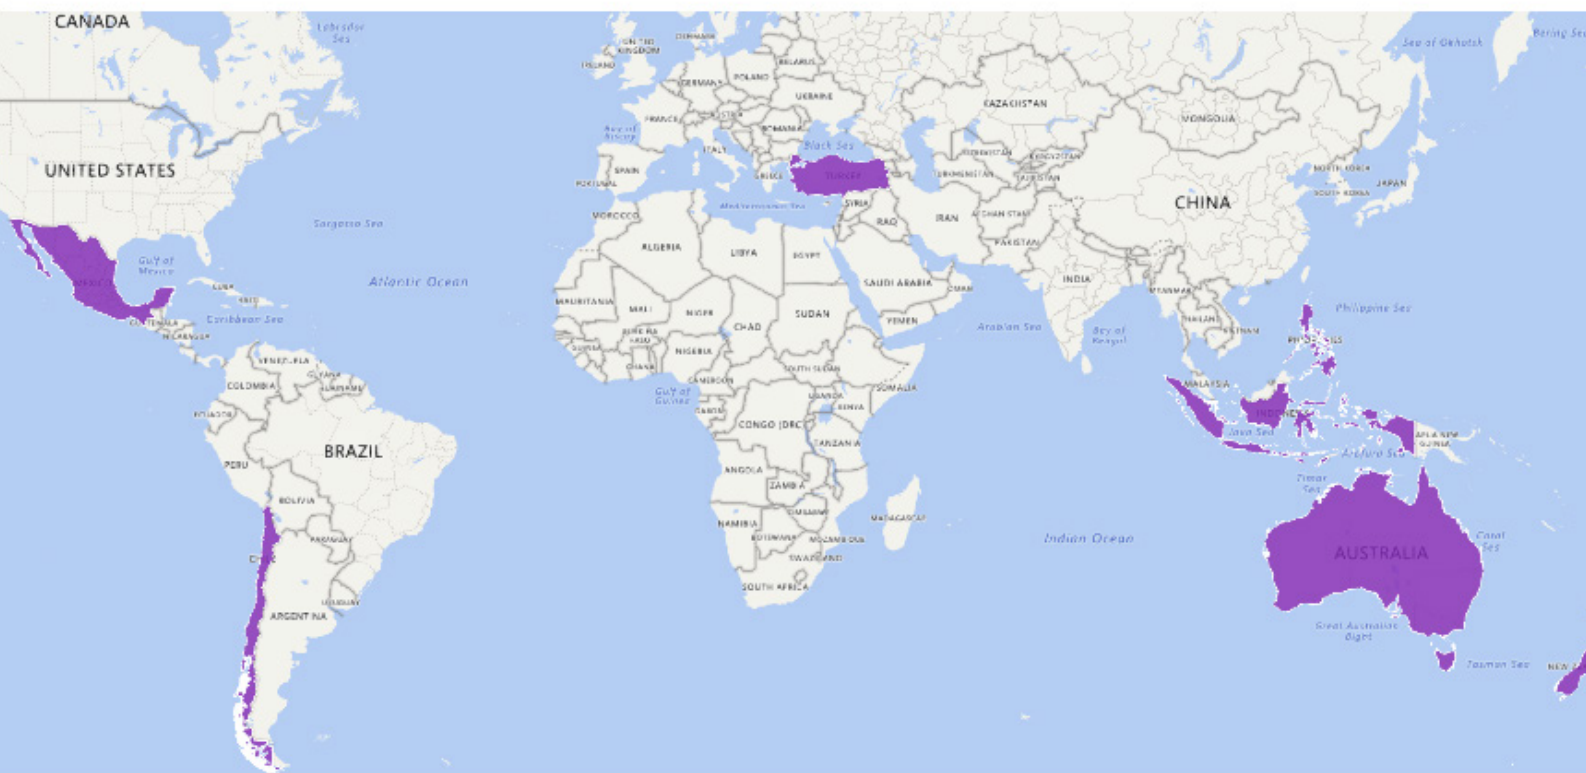 CANADA
Labrador
Sea
UNITED
KINGDOM
DENMARK
IRELAND
BELARUS
POLAND
GERMANY
UKRAINE
FRANCE
ROMANIA
Bay of
Biscay
ITALY
Black Sea
SPAIN
PORTUGAL
GREECE
TURKEY
Mediterranean Sea
Sea of Okhotsk
Bering Sea
KAZAKHSTAN
MONGOLIA
UZBEKISTAN
KYRGYZSTAN
TURKMENISTAN
TAJIKISTAN
NORTH KOREA
SOUTH KOREA
JAPAN
UNITED STATES
CHINA
SYRIA
IRAQ
IRAN
AFGHANISTAN
PAKISTAN
Sargasso Sea
MOROCCO
ALGERIA
LIBYA
EGYPT
Gulf of
Mexico
MEXICO
Atlantic Ocean
SAUDI ARABIA
OMAN
INDIA
MYANMAR
CUBA
HAITI
MAURITANIA
MALI
NIGER
CHAD
SUDAN
YEMEN
Arabian Sea
Bay of
Bengal
THAILAND
VIETNAM
Philippine Sea
PHILIPPINES
GUATEMALA
Caribbean Sea
NICARAGUA
BURKINA
FASO
GUINEA
GHANA
NIGERIA
CAMEROON
SOUTH SUDAN
SOMALIA
VENEZUELA
GUYANA
COLOMBIA
SURINAME
ECUADOR
Gulf of
Guinea
GABON
UGANDA
KENYA
CONGO (DRC)
TANZANIA
MALAYSIA
INDONESIA
Java Sea
PAPUA NEW
GUINEA
Arafura Sea
Timor
Sea
PERU
BRAZIL
BOLIVIA
ANGOLA
ZAMBIA
ZIMBABWE
NAMIBIA
BOTSWANA
MOZAMBIQUE
SWAZILAND
MADAGASCAR
SOUTH AFRICA
Indian Ocean
AUSTRALIA
Coral
Sea
PARAGUAY
URUGUAY
ARGENTINA
Great Australian
Bight
Tasman Sea